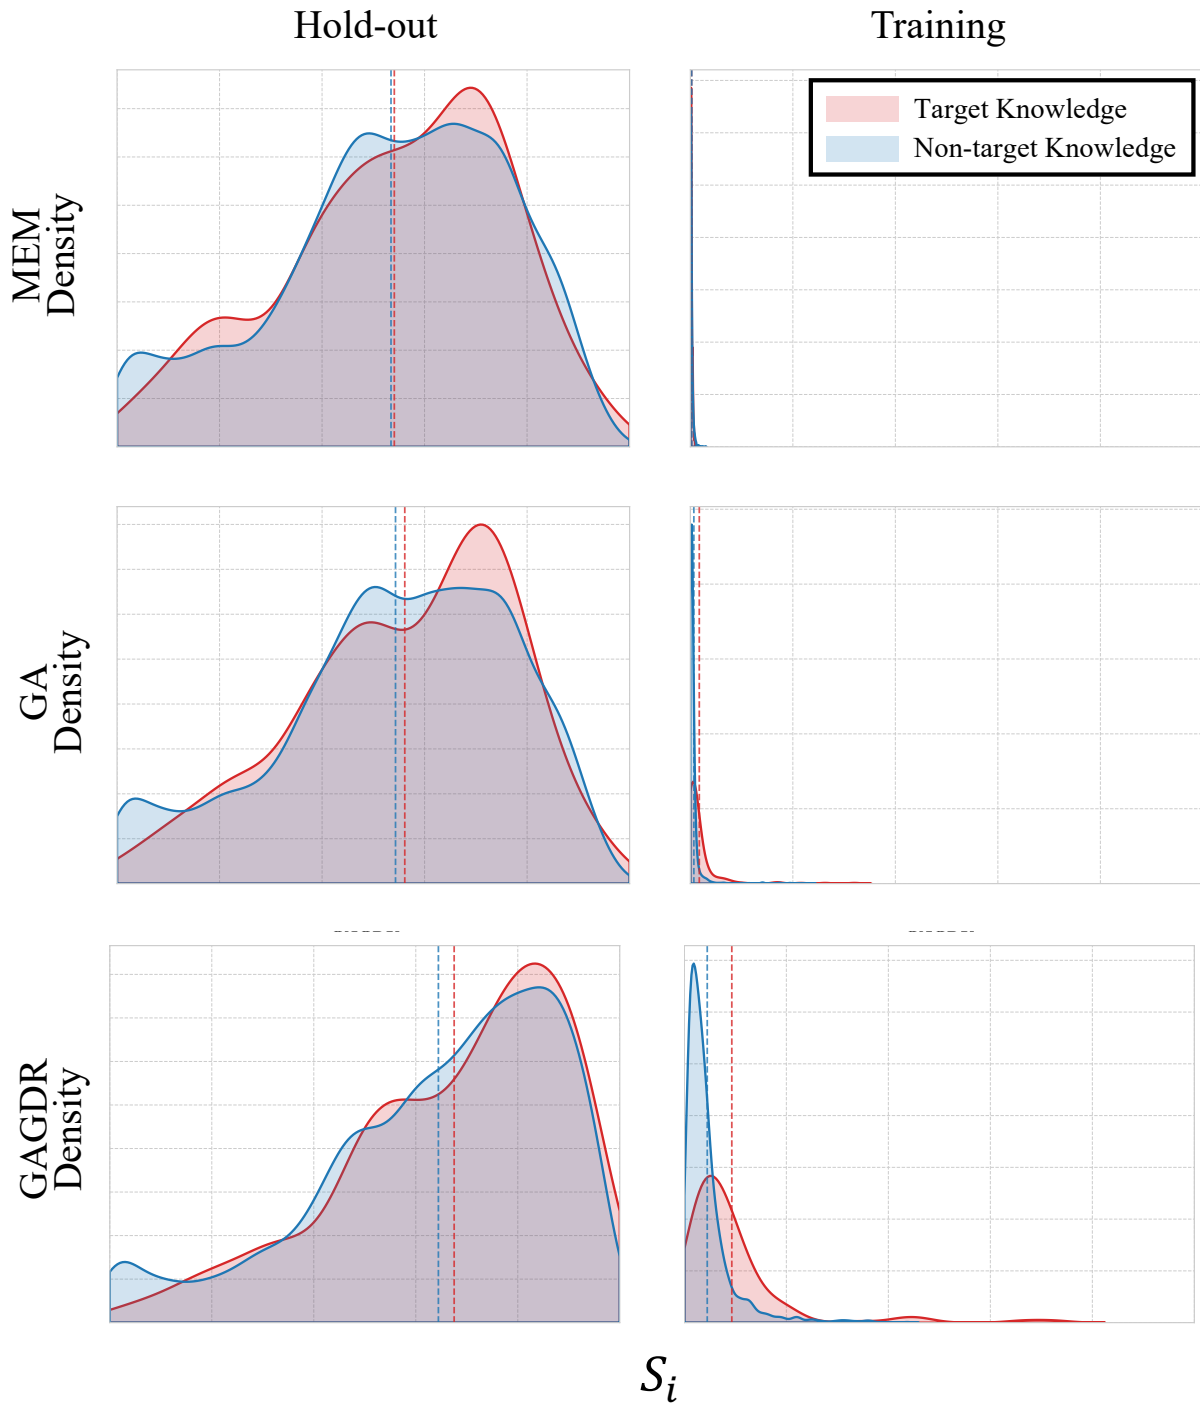 Hold-out
Training
Target Knowledge
Non-target Knowledge
MEM
Density
GA
Density
GAGDR
Density
S_i